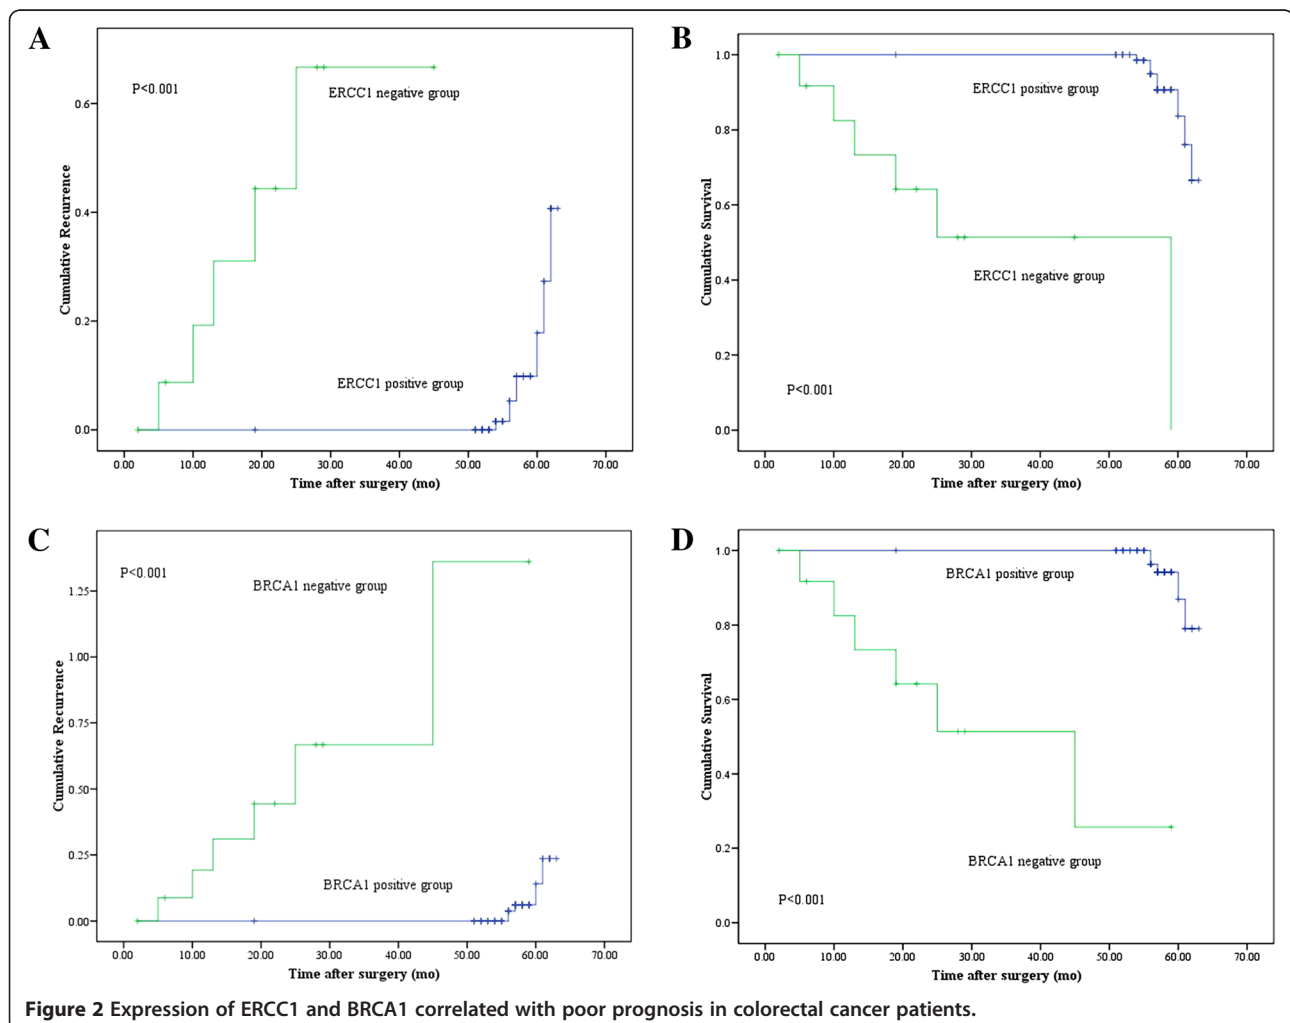 A
P<0.001
ERCC1 negative group
ERCC1 positive group
Cumulative Recurrence
0.6
0.4
0.2
0.0
0.00 10.00 20.00 30.00 40.00 50.00 60.00 70.00
Time after surgery (mo)
B
ERCC1 positive group
ERCC1 negative group
P<0.001
Cumulative Survival
1.0
0.8
0.6
0.4
0.2
0.0
0.00 10.00 20.00 30.00 40.00 50.00 60.00 70.00
Time after surgery (mo)
C
P<0.001
BRCA1 negative group
BRCA1 positive group
Cumulative Recurrence
1.25
1.00
0.75
0.50
0.25
0.00
0.00 10.00 20.00 30.00 40.00 50.00 60.00 70.00
Time after surgery (mo)
D
BRCA1 positive group
BRCA1 negative group
P<0.001
Cumulative Survival
1.0
0.8
0.6
0.4
0.2
0.0
0.00 10.00 20.00 30.00 40.00 50.00 60.00 70.00
Time after surgery (mo)
Figure 2 Expression of ERCC1 and BRCA1 correlated with poor prognosis in colorectal cancer patients.